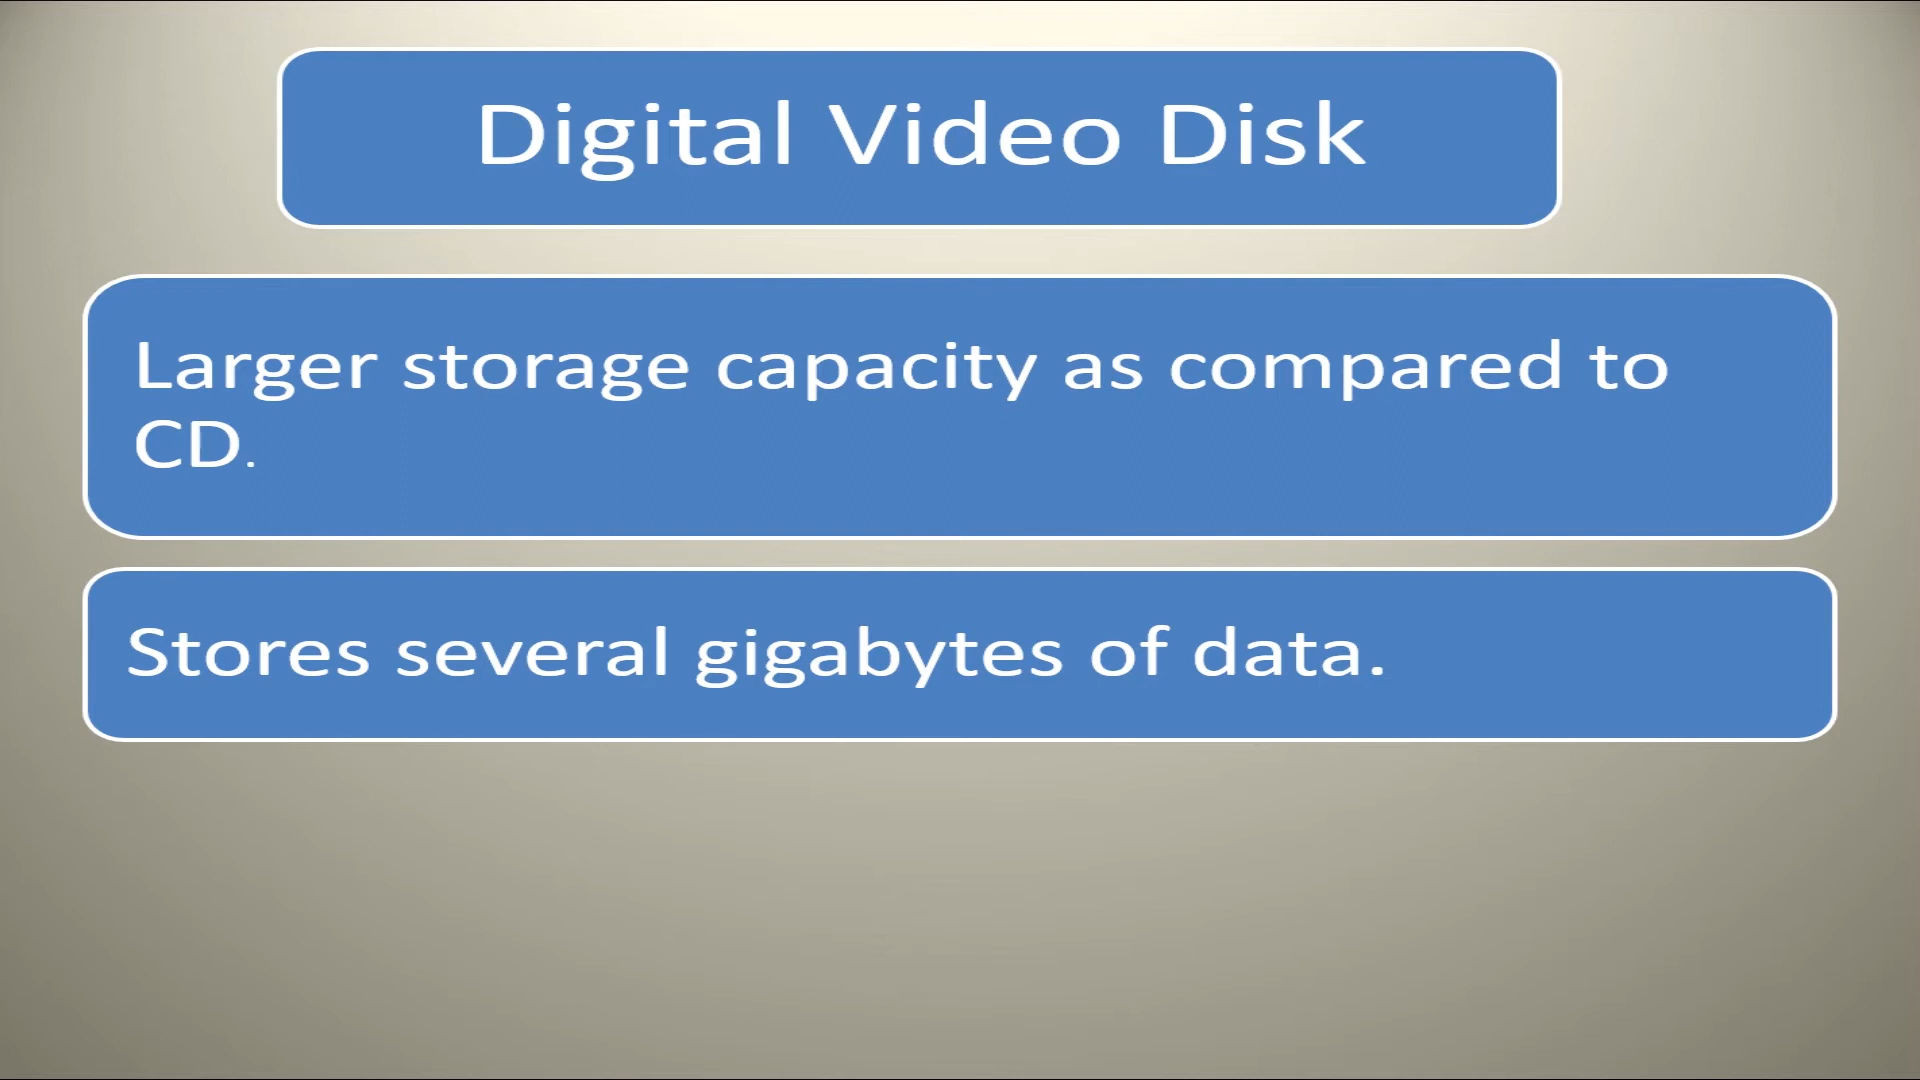 Digital Video Disk
Larger storage capacity as compared to
CD.
Stores several gigabytes of data.